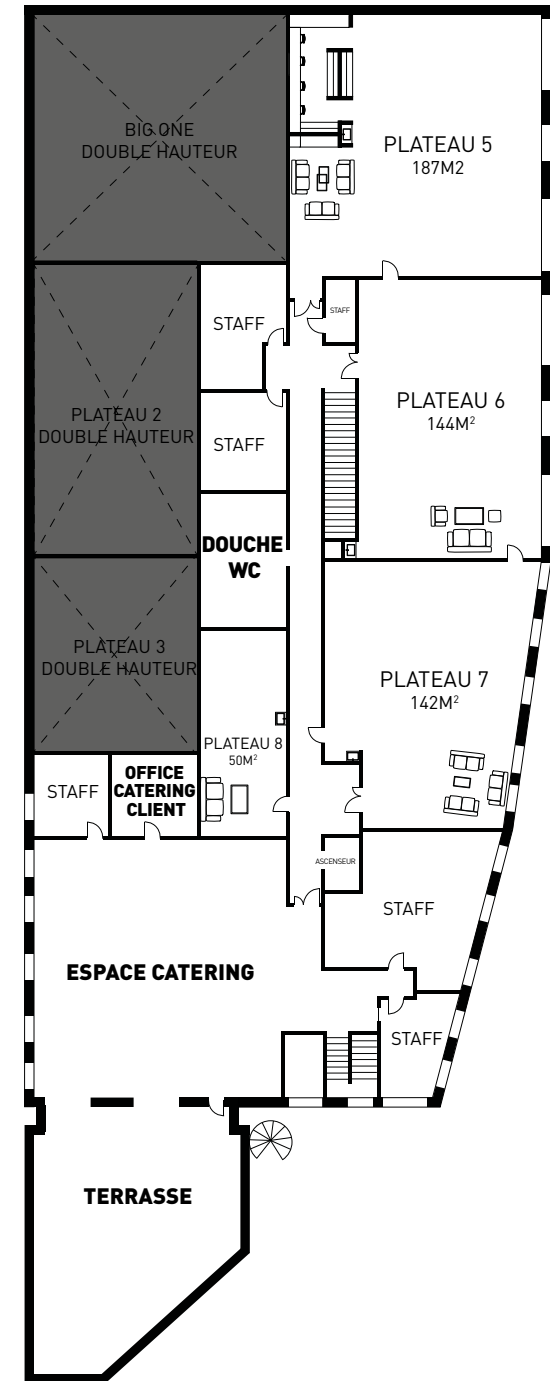 BIG ONE
DOUBLE HAUTEUR
PLATEAU 5
187M2
STAFF
STAFF
PLATEAU 6
144M²
PLATEAU 2
DOUBLE HAUTEUR
STAFF
DOUCHE
WC
PLATEAU 3
DOUBLE HAUTEUR
PLATEAU 7
142M²
PLATEAU 8
50M²
STAFF
OFFICE
CATERING
CLIENT
ASCENSEUR
STAFF
ESPACE CATERING
STAFF
TERRASSE